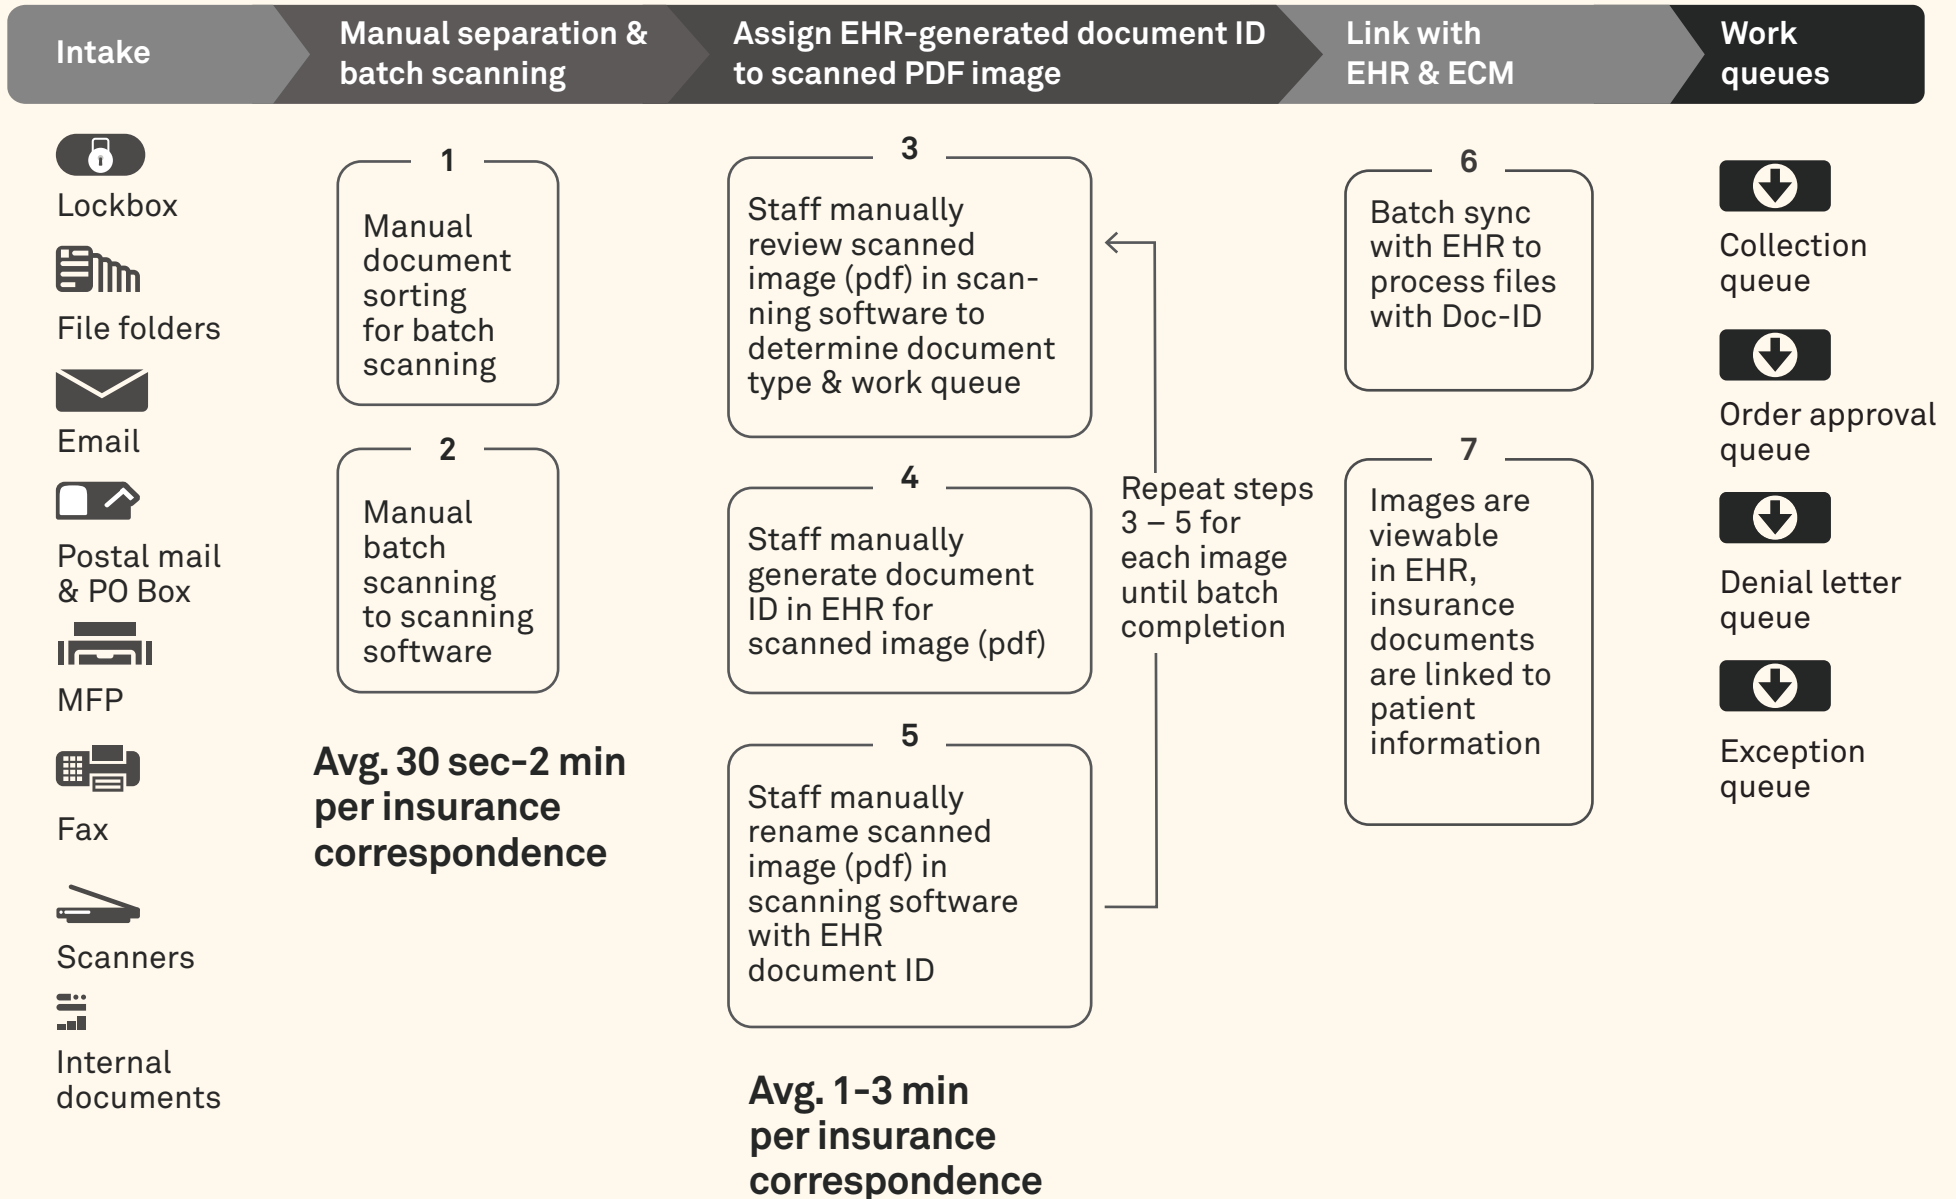 Intake
Manual separation &
batch scanning
Assign EHR-generated document ID
to scanned PDF image
Link with
EHR & ECM
Work
queues
Lockbox
File folders
Email
Postal mail
& PO Box
MFP
Fax
Scanners
Internal
documents
1
Manual
document
sorting
for batch
scanning
2
Manual
batch
scanning
to scanning
software
Avg. 30 sec-2 min
per insurance
correspondence
3
Staff manually
review scanned
image (pdf) in scan-
ning software to
determine document
type & work queue
4
Staff manually
generate document
ID in EHR for
scanned image (pdf)
5
Staff manually
rename scanned
image (pdf) in
scanning software
with EHR
document ID
Avg. 1-3 min
per insurance
correspondence
Repeat steps
3 – 5 for
each image
until batch
completion
6
Batch sync
with EHR to
process files
with Doc-ID
7
Images are
viewable
in EHR,
insurance
documents
are linked to
patient
information
Collection
queue
Order approval
queue
Denial letter
queue
Exception
queue